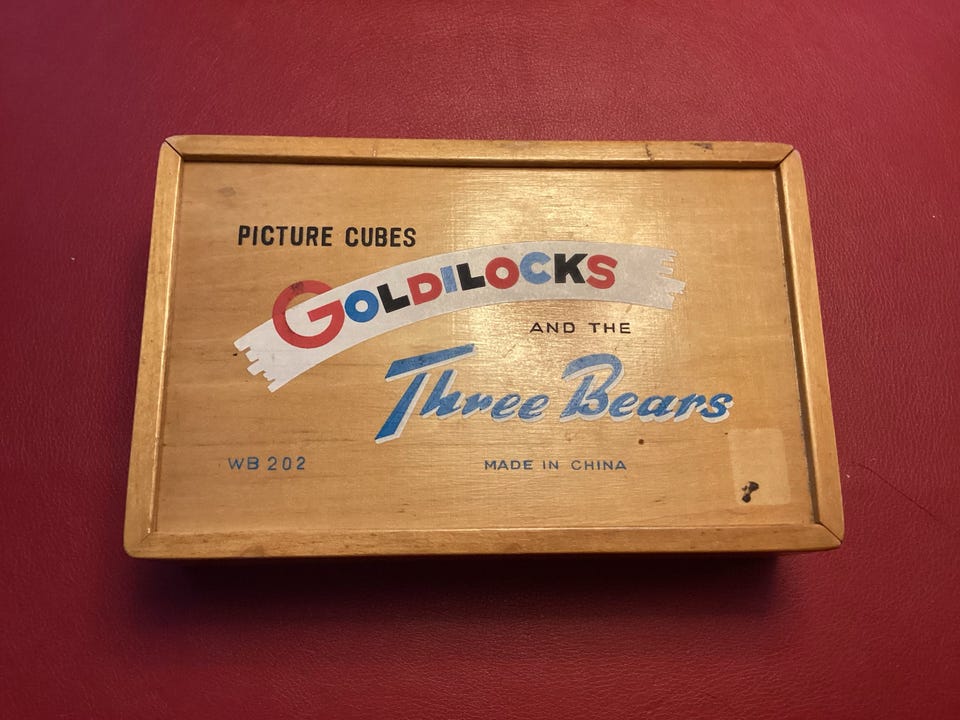 PICTURE CUBES
GOLDILOCKS
AND THE
Three Bears
WB 202
MADE IN CHINA